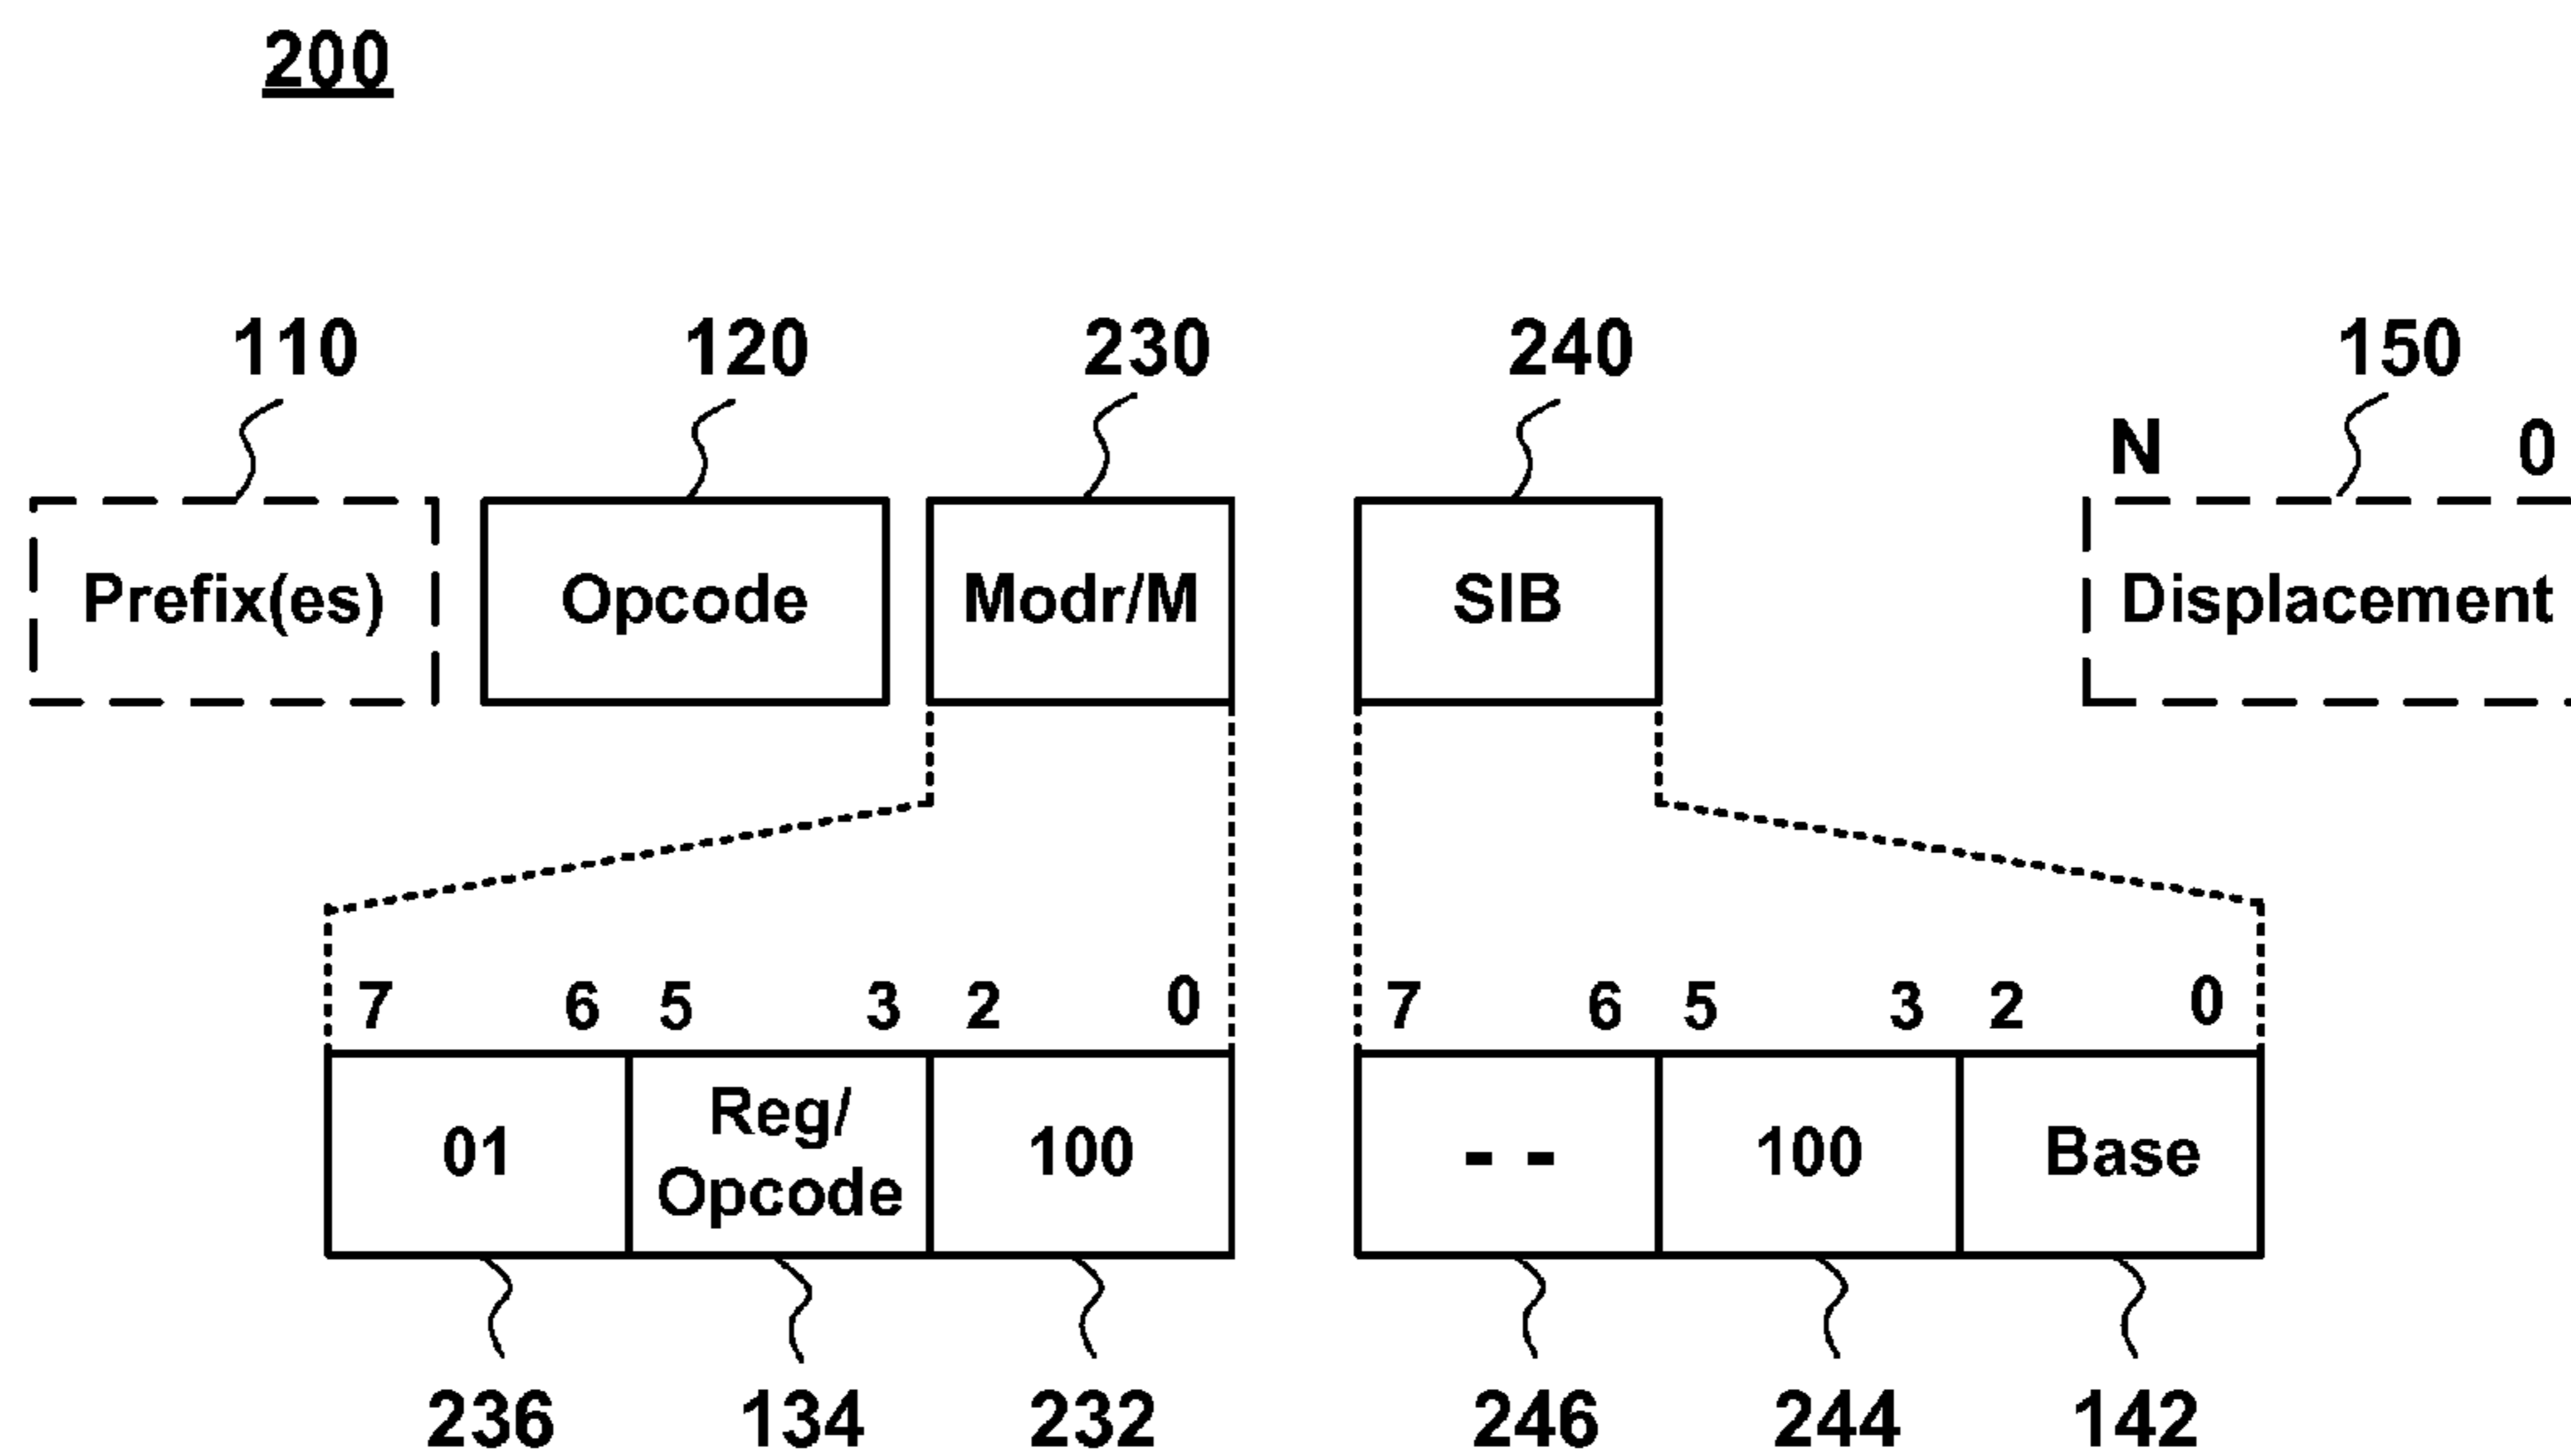 200
110 120 230 240 150
N 0
Prefix(es) Opcode Modr/M SIB Displacement
7 6 5 3 2 0 7 6 5 3 2 0
01 Reg/ Opcode 100 - - 100 Base
236 134 232 246 244 142